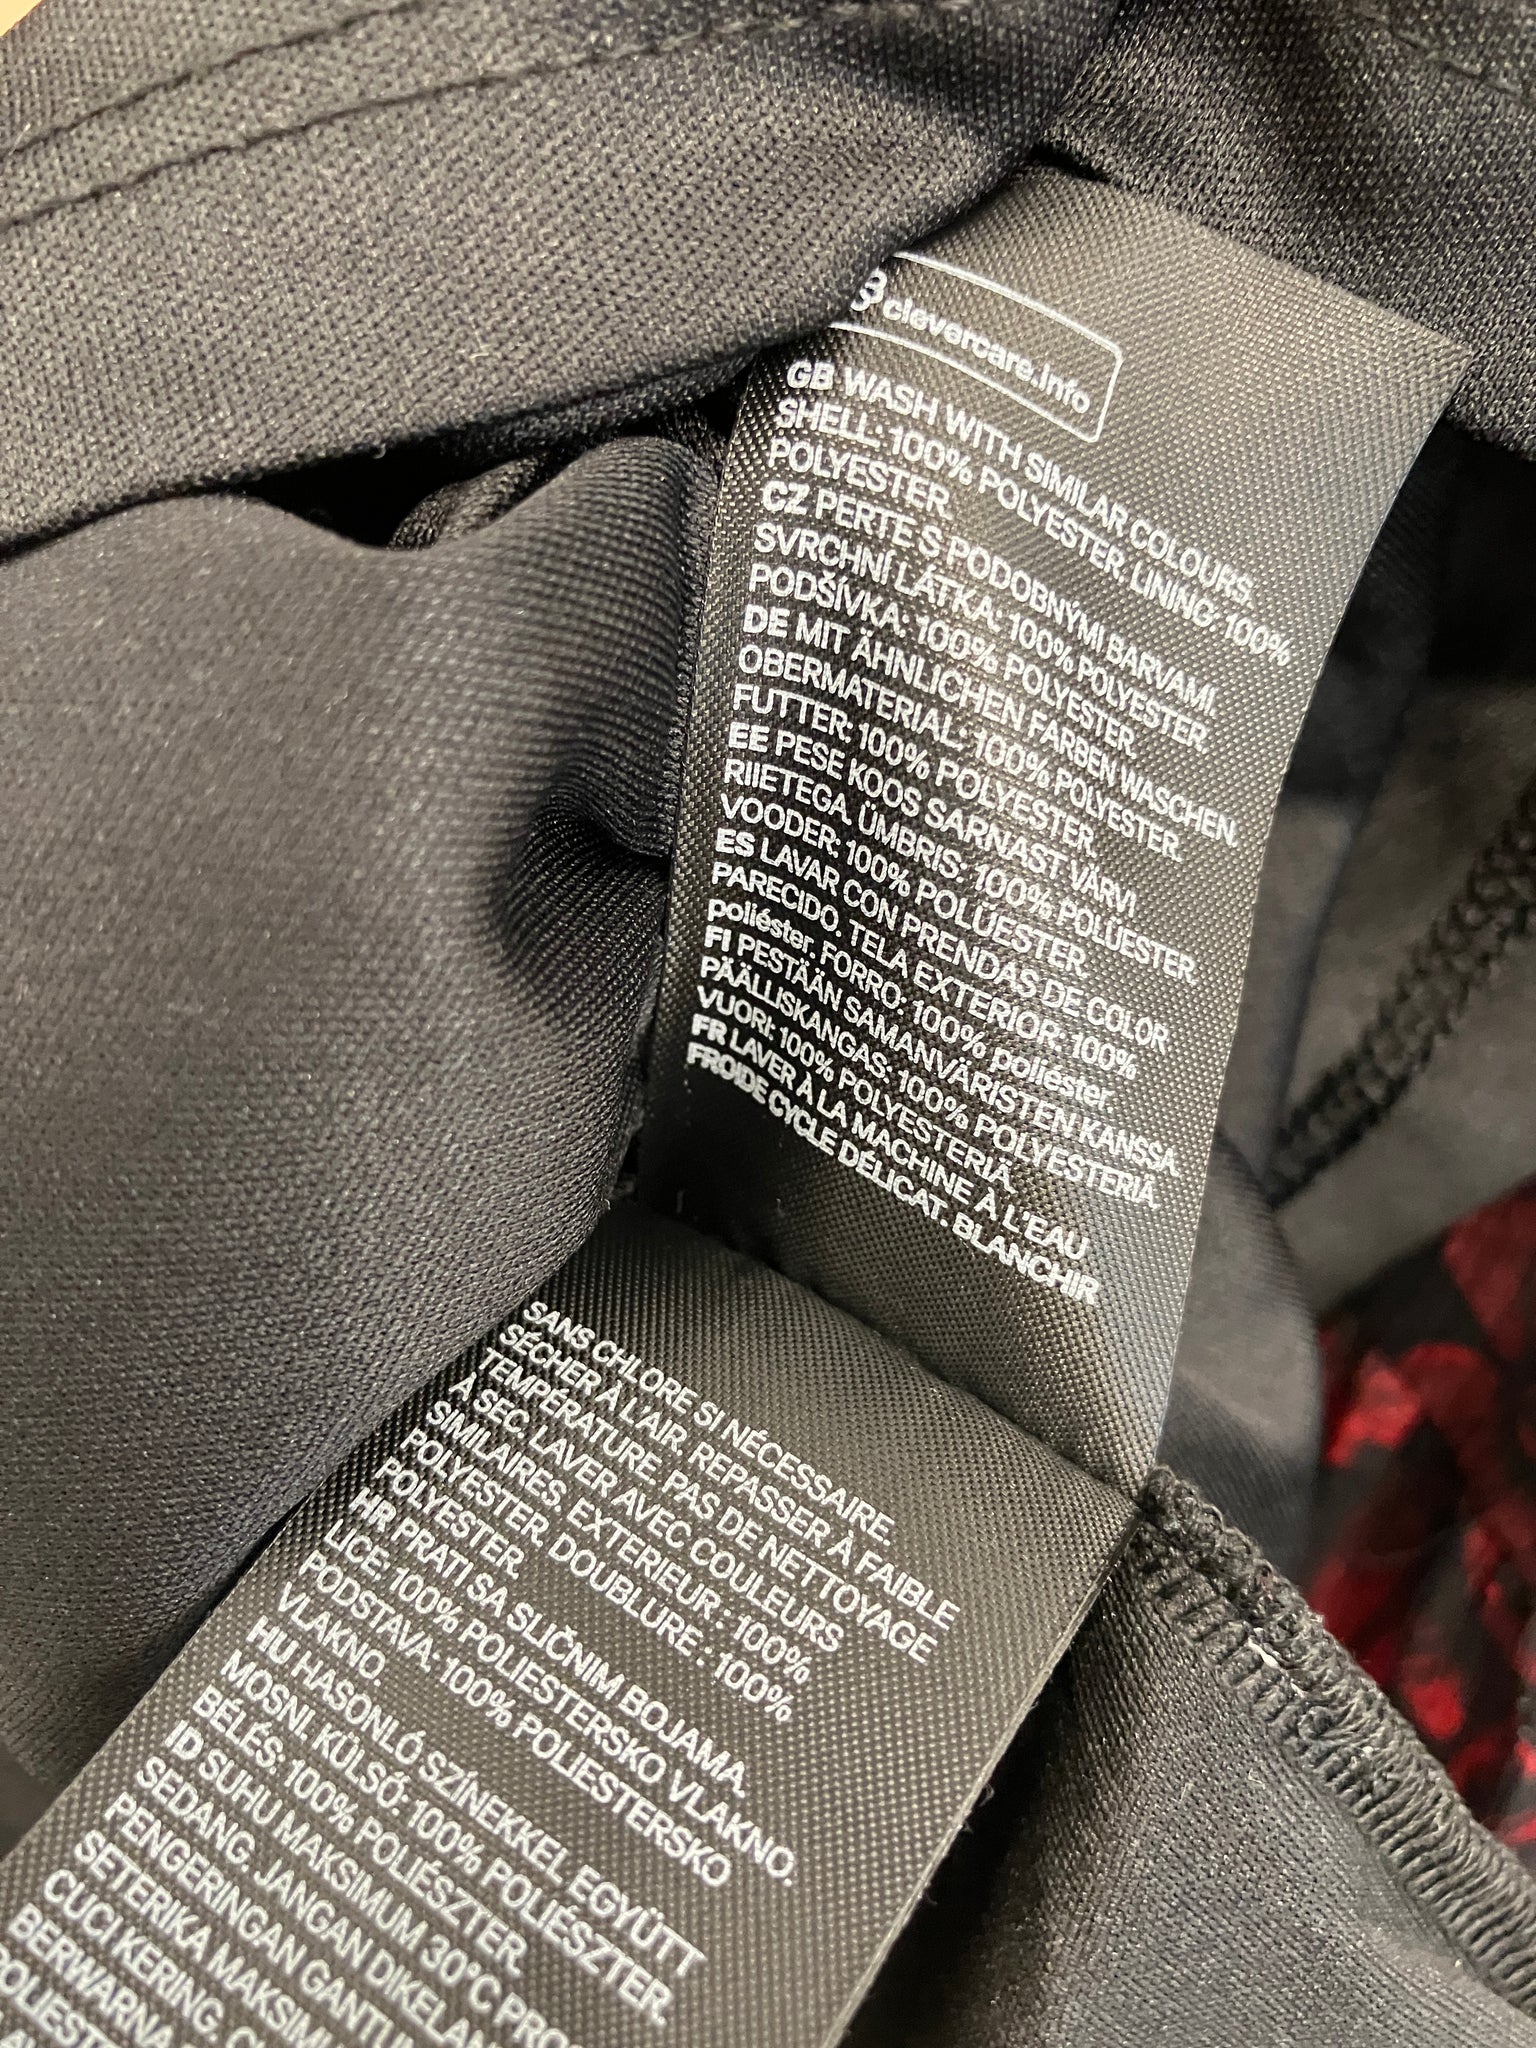 clevercare.info
GB WASH WITH SIMILAR COLOURS.
SHELL: 100% POLYESTER. LINING: 100%
POLYESTER.
CZ PERTE S PODOBNÝMI BARVAMI.
SVRCHNÍ LÁTKA: 100% POLYESTER.
PODŠÍVKA: 100% POLYESTER.
DE MIT ÄHNLICHEN FARBEN WASCHEN.
OBERMATERIAL: 100% POLYESTER.
FUTTER: 100% POLYESTER.
EE PESE KOOS SARNAST VÄRVI
RIIETEGA. ÜMBRIS: 100% POLÜESTER
VOODER: 100% POLÜESTER.
ES LAVAR CON PRENDAS DE COLOR
PARECIDO. TELA EXTERIOR: 100%
poliéster. FORRO: 100% poliéster.
FI PESTÄÄN SAMANVÄRISTEN KANSSA.
PÄÄLLISKANGAS: 100% POLYESTERIÄ.
VUORI: 100% POLYESTERIÄ.
FR LAVER À LA MACHINE À L'EAU
FROIDE CYCLE DÉLICAT. BLANCHIR
SANS CHLORE SI NÉCESSAIRE.
SÉCHER À L'AIR. REPASSER À FAIBLE
TEMPÉRATURE. PAS DE NETTOYAGE
A SEC. LAVER AVEC COULEURS
SIMILAIRES. EXTERIEUR : 100%
POLYESTER. DOUBLURE : 100%
POLYESTER.
HR PRATI SA SLIČNIM BOJAMA.
LICE: 100% POLIESTERSKO VLAKNO.
PODSTAVA: 100% POLIESTERSKO
VLAKNO.
HU HASONLÓ SZÍNEKKEL EGYÜTT
MOSNI. KÜLSŐ: 100% POLIÉSZTER.
BÉLÉS: 100% POLIÉSZTER.
ID SUHU MAKSIMUM 30°C PRO
SEDANG. JANGAN DIKELAN
PENGERINGAN GANTU
SETERIKA MAKSIM
CUCI KERING. C
BERWARNA
POLIEST